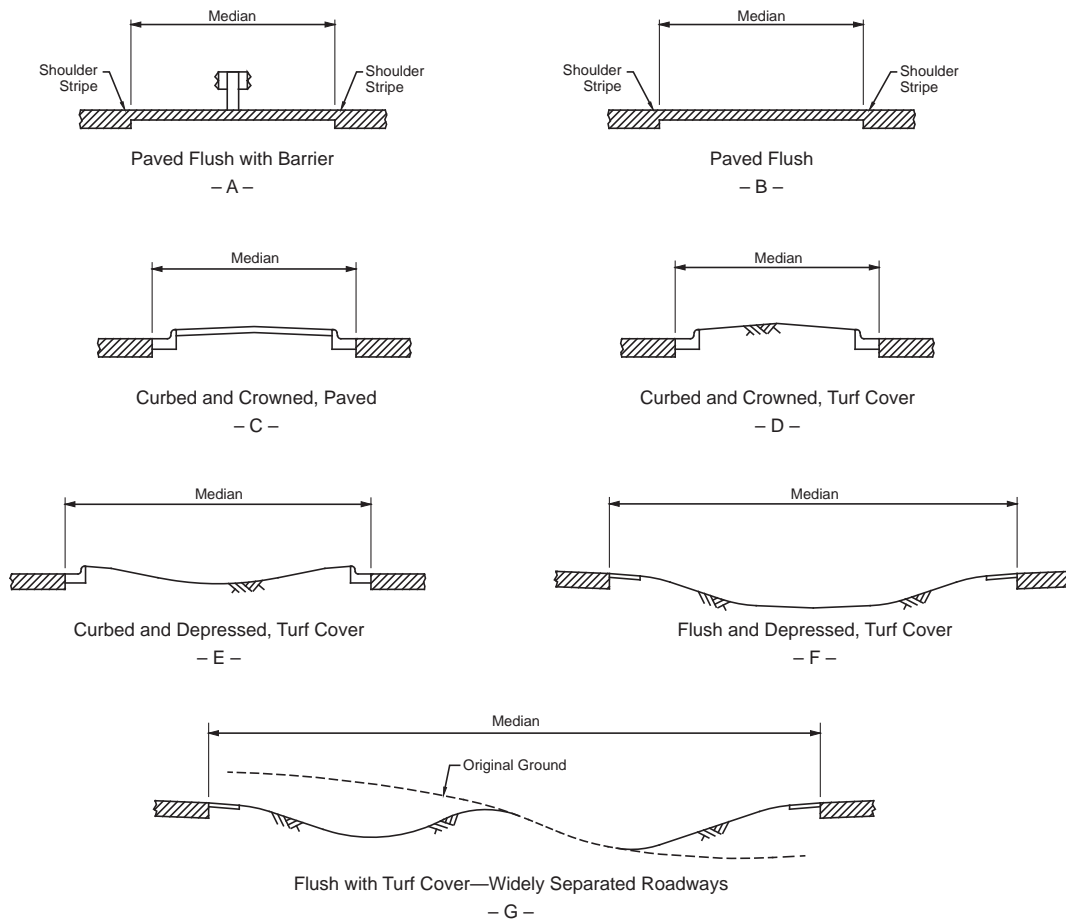 Median
Median
Shoulder
Stripe
Shoulder
Stripe
Shoulder
Stripe
Shoulder
Stripe
Paved Flush with Barrier
– A –
Paved Flush
– B –
Median
Median
Curbed and Crowned, Paved
– C –
Curbed and Crowned, Turf Cover
– D –
Median
Median
Curbed and Depressed, Turf Cover
– E –
Flush and Depressed, Turf Cover
– F –
Median
Original Ground
Flush with Turf Cover—Widely Separated Roadways
– G –